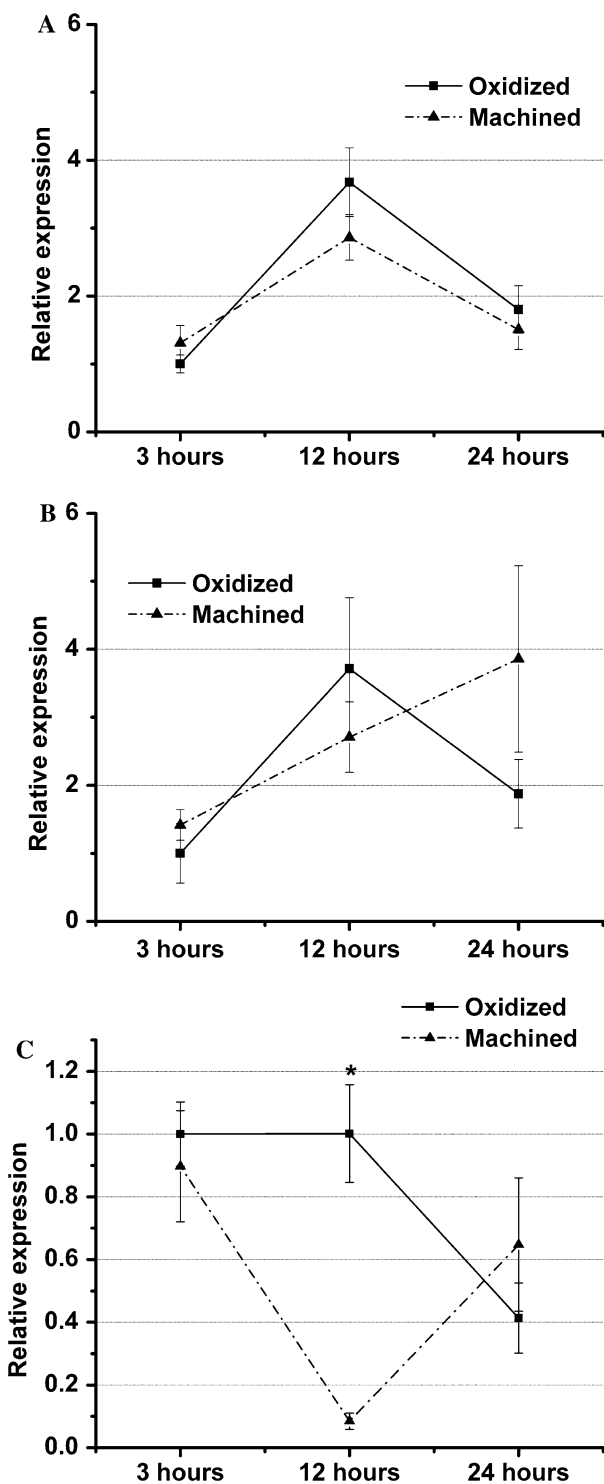 A
6
Oxidized
Machined
4
Relative expression
2
0
3 hours 12 hours 24 hours
B
6
Oxidized
Machined
4
Relative expression
2
0
3 hours 12 hours 24 hours
Oxidized
Machined
C
1.2
*
1.0
0.8
Relative expression
0.6
0.4
0.2
0.0
3 hours 12 hours 24 hours